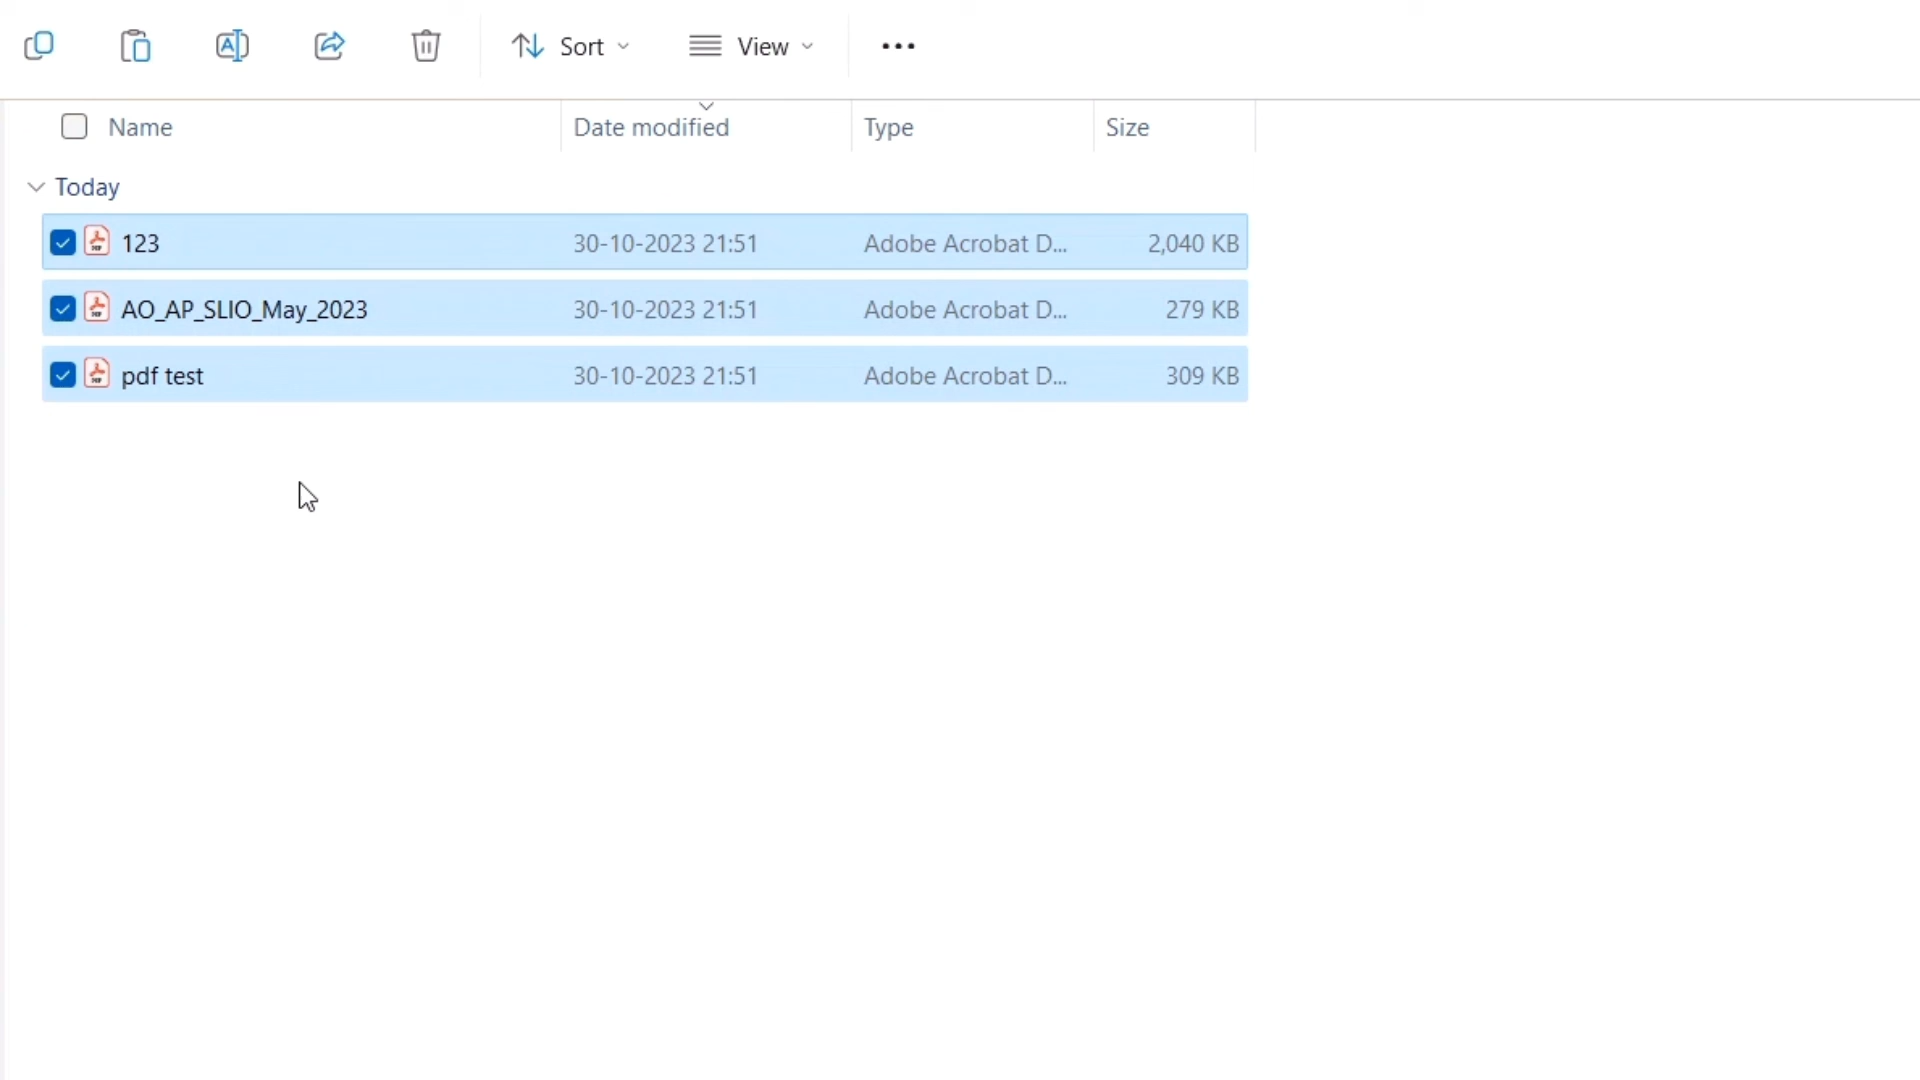 Sort View
Name Date modified Type Size
Today
123 30-10-2023 21:51 Adobe Acrobat D... 2,040 KB
AO_AP_SLIO_May_2023 30-10-2023 21:51 Adobe Acrobat D... 279 KB
pdf test 30-10-2023 21:51 Adobe Acrobat D... 309 KB